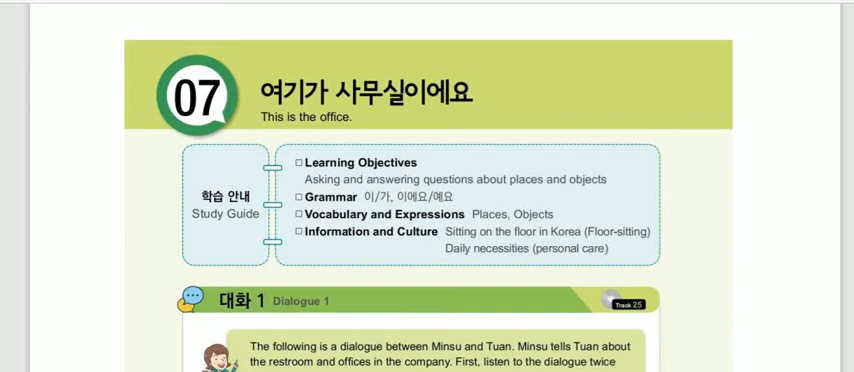 07
여기가 사무실이에요
This is the office.
학습 안내
Study Guide
□ Learning Objectives
Asking and answering questions about places and objects
□ Grammar 이/가, 이에요/예요
□ Vocabulary and Expressions Places, Objects
□ Information and Culture Sitting on the floor in Korea (Floor-sitting)
Daily necessities (personal care)
대화 1 Dialogue 1
Track 25
The following is a dialogue between Minsu and Tuan. Minsu tells Tuan about
the restroom and offices in the company. First, listen to the dialogue twice